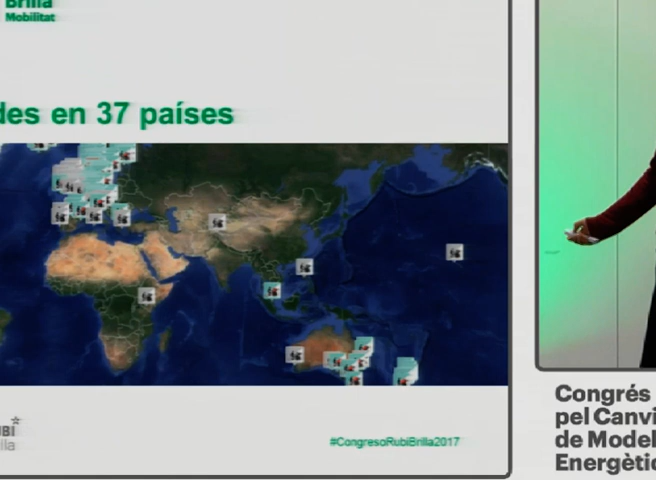 Brilla
Mobilitat
des en 37 países
#CongresoRubiBrilla2017
Congrés
pel Canvi
de Model
Energètic